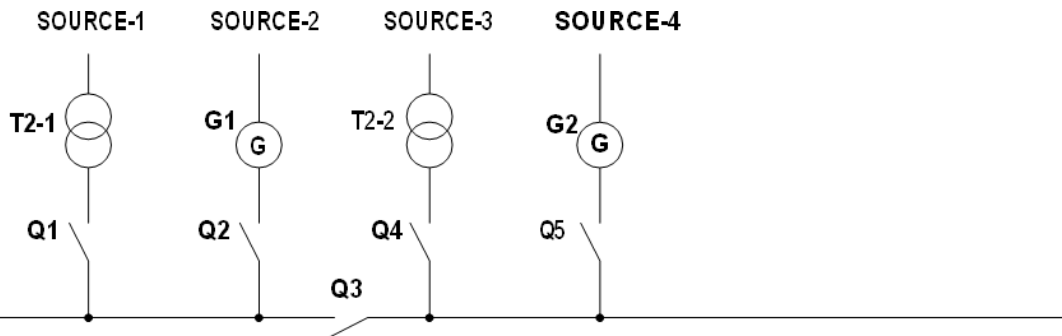 SOURCE-1 SOURCE-2 SOURCE-3 SOURCE-4
T2-1 G1 G T2-2 G2 G
Q1 Q2 Q4 Q5
Q3